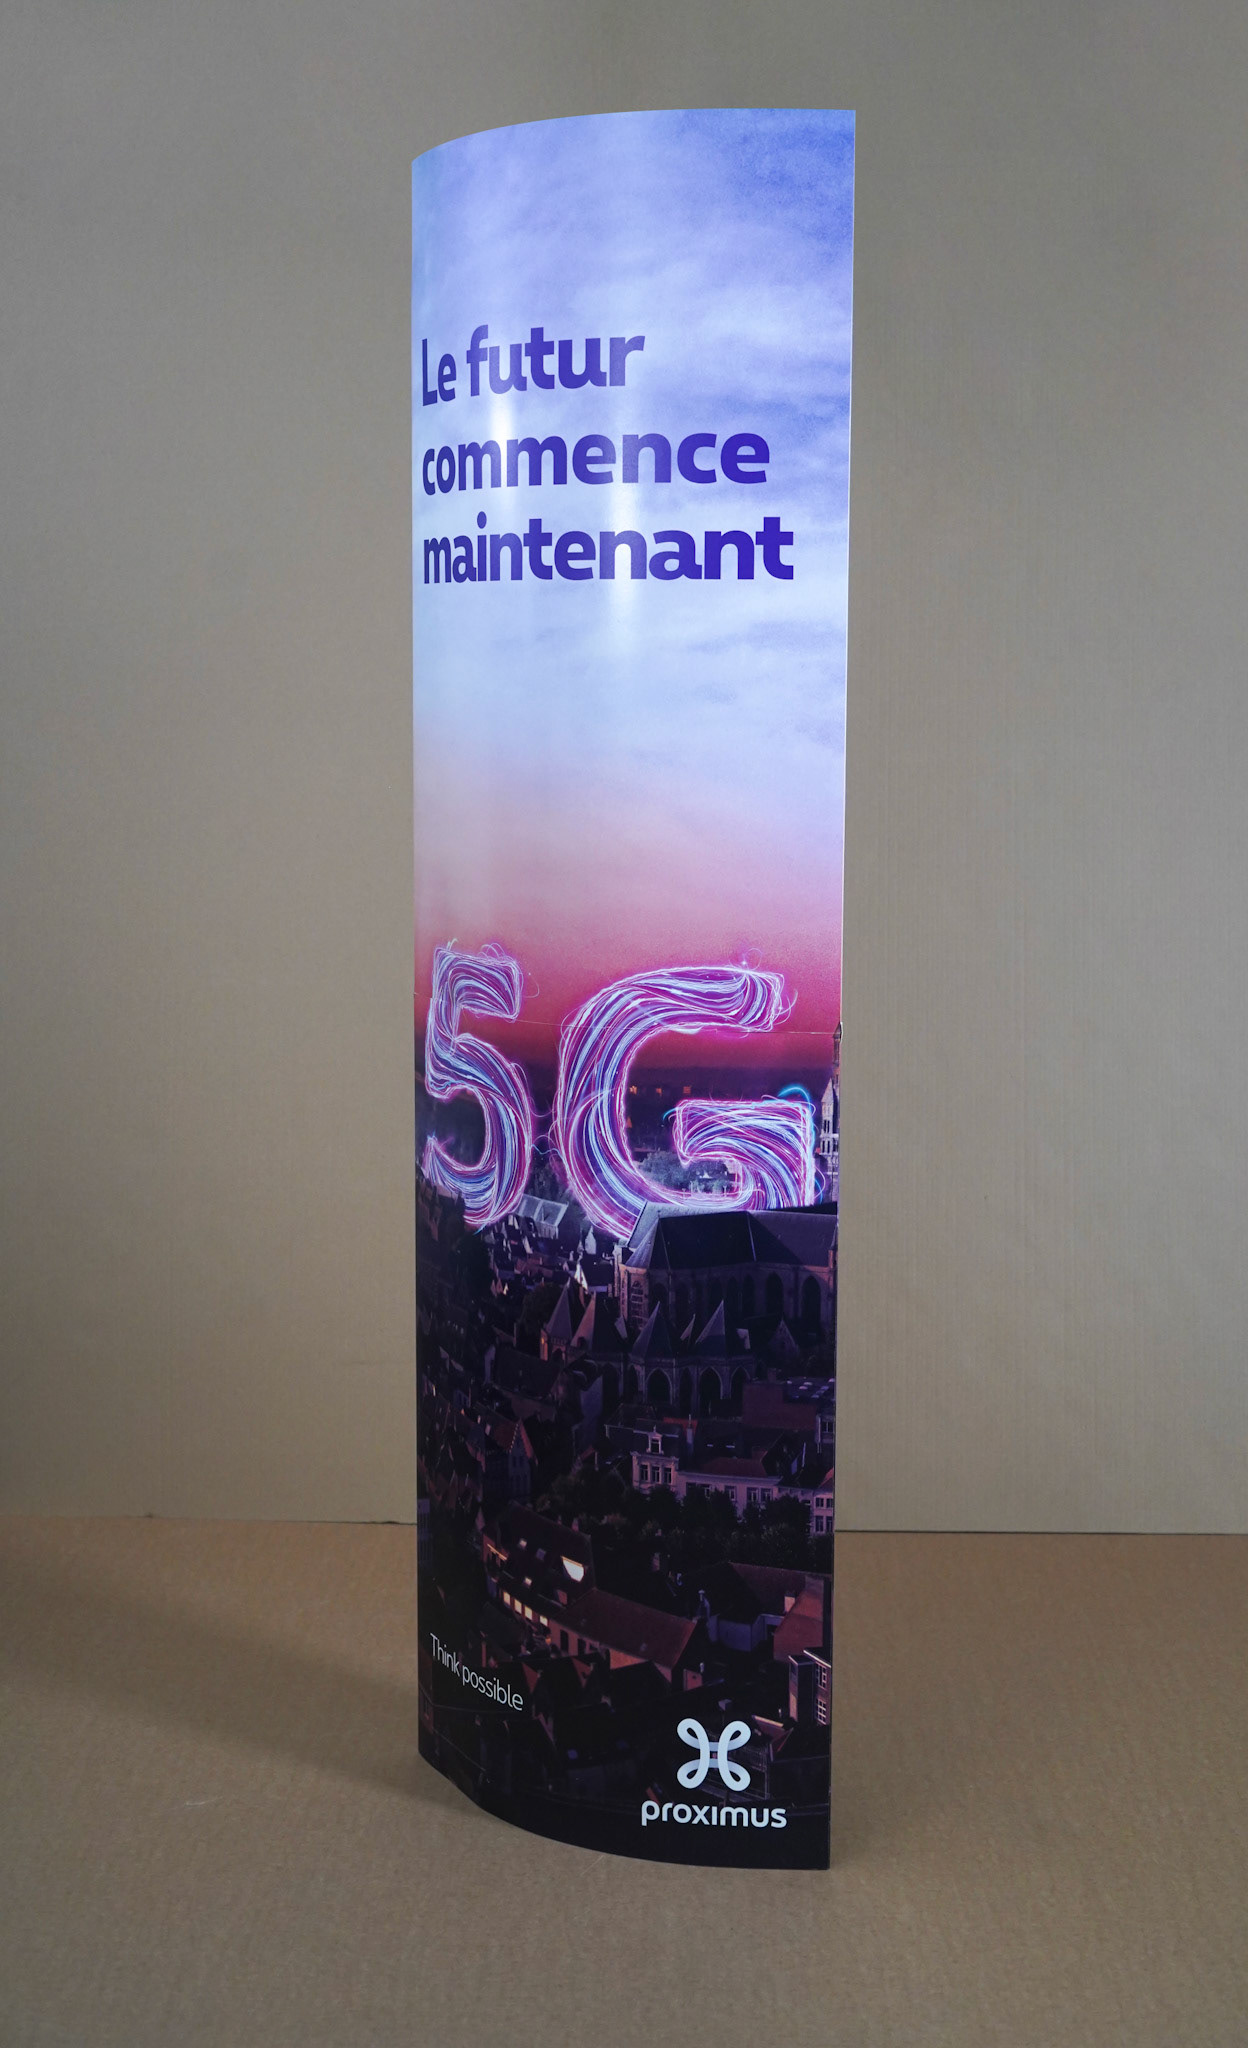 Le futur
commence
maintenant
5G
Think possible
proximus